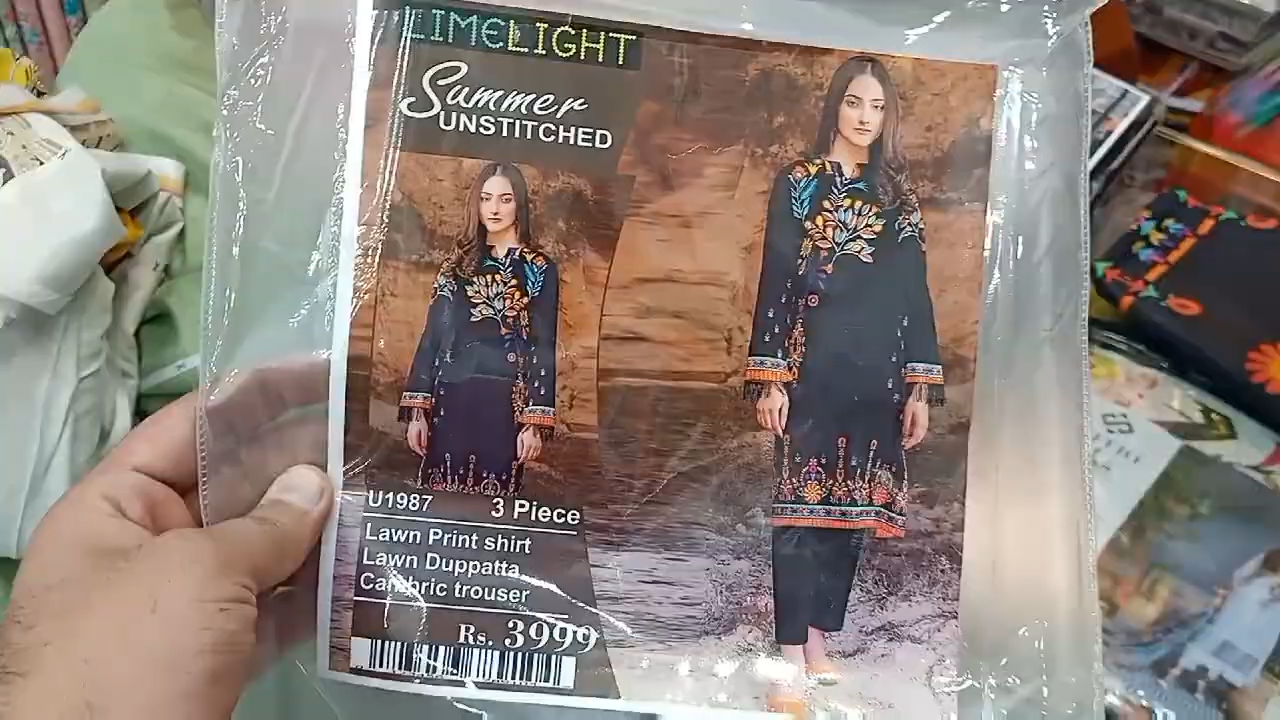 LIMELIGHT
Summer
UNSTITCHED
U1987 3 Piece
Lawn Print shirt
Lawn Duppatta
Cambric trouser
Rs. 3999